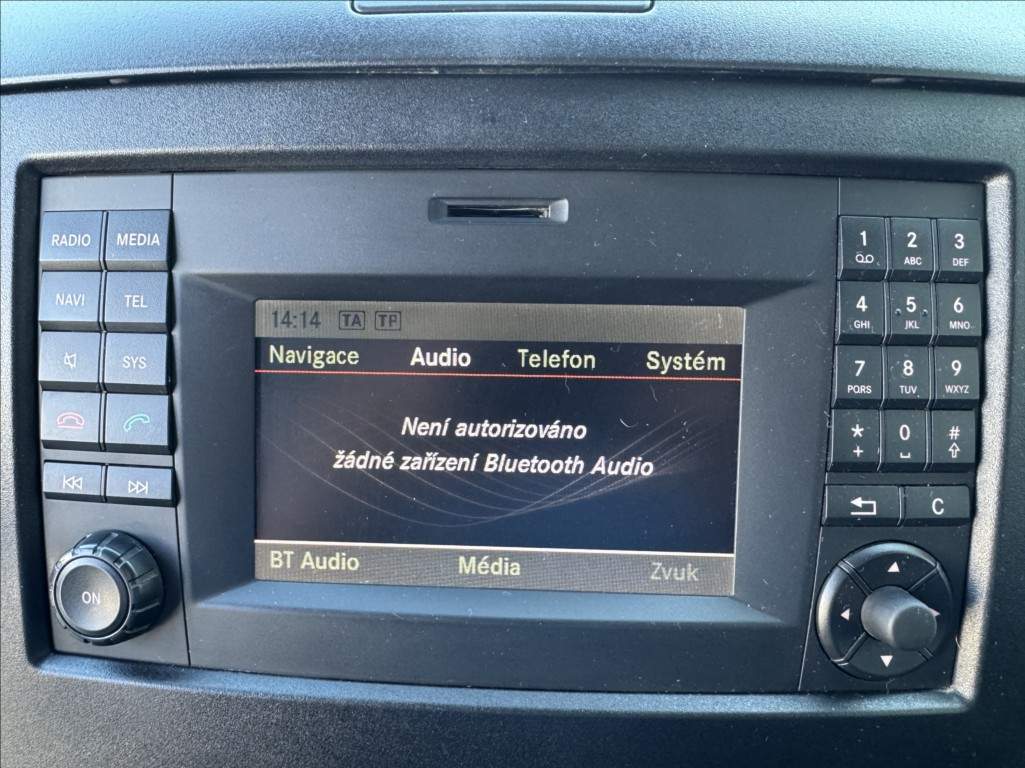 RADIO MEDIA
NAVI TEL
SYS
ON
14:14 TA TP
Navigace Audio Telefon Systém
Není autorizováno
žádné zařízení Bluetooth Audio
BT Audio Média Zvuk
1 2 ABC 3 DEF
4 GHI 5 JKL 6 MNO
7 PQRS 8 TUV 9 WXYZ
* + 0 #
C